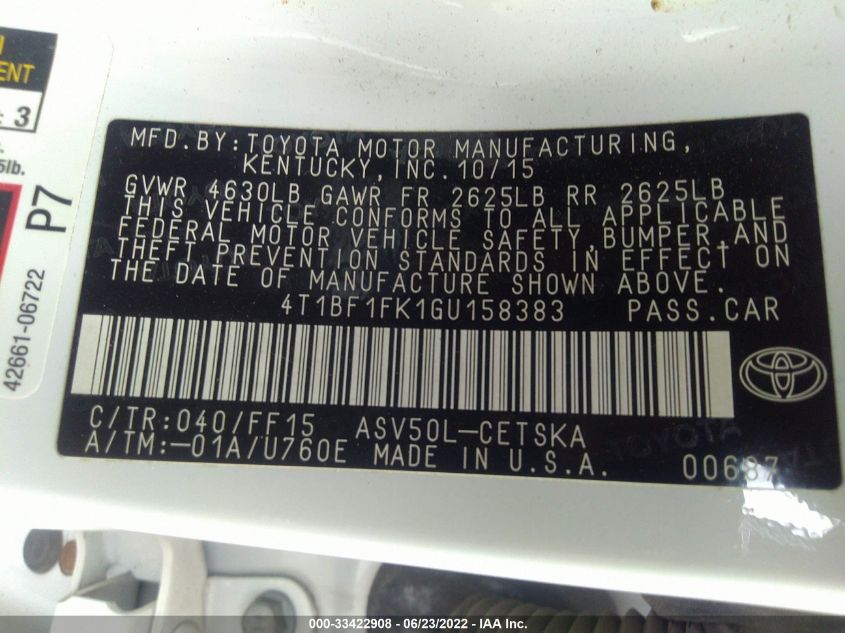 ENT
: 3
5lb.
P7
42661-06722
MFD.BY:TOYOTA MOTOR MANUFACTURING,
KENTUCKY, INC.10/15
GVWR 4630LB GAWR FR 2625LB RR 2625LB
THIS VEHICLE CONFORMS TO ALL APPLICABLE
FEDERAL MOTOR VEHICLE SAFETY,BUMPER,AND
THEFT PREVENTION STANDARDS IN EFFECT ON
THE DATE OF MANUFACTURE SHOWN ABOVE.
4T1BF1FK1GU158383 PASS.CAR
C/TR:040/FF15 ASV50L-CETSKA
A/TM:-01A/U760E MADE IN U.S.A. 00687
TOYOTA
000-33422908 - 06/23/2022 - IAA Inc.